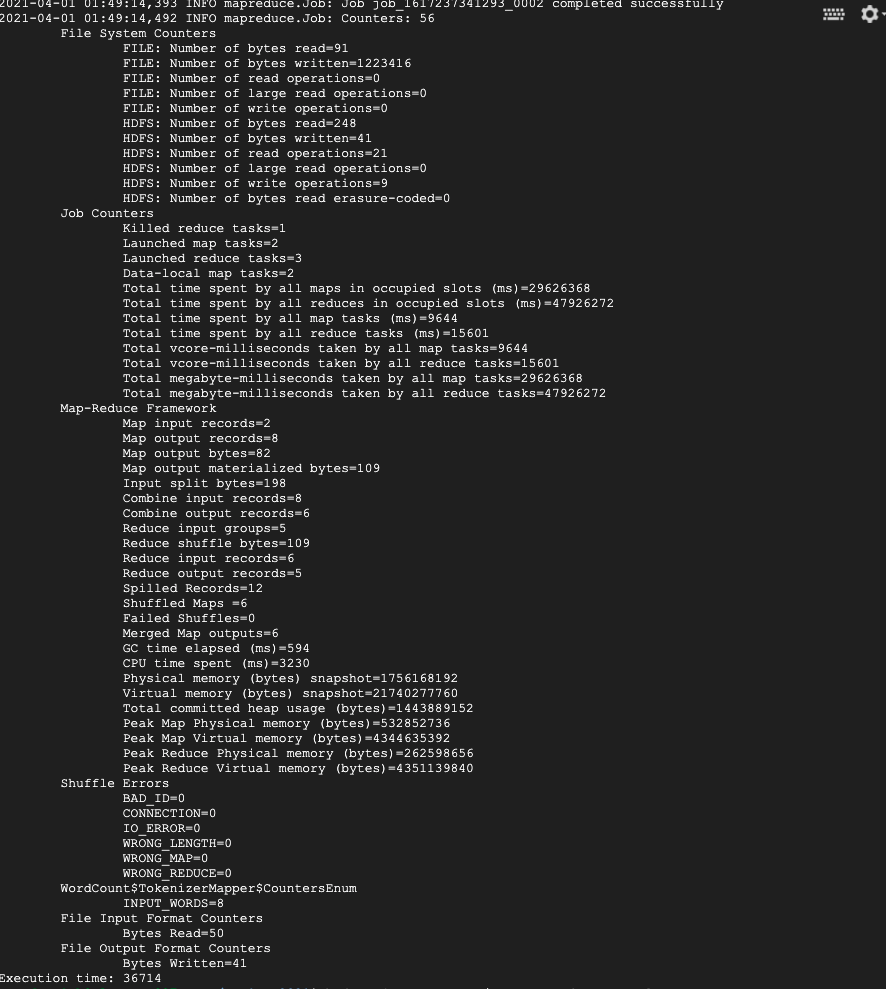 2021-04-01 01:49:14,393 INFO mapreduce.Job: Job job_1617237341293_0002 completed successfully
2021-04-01 01:49:14,492 INFO mapreduce.Job: Counters: 56
File System Counters
FILE: Number of bytes read=91
FILE: Number of bytes written=1223416
FILE: Number of read operations=0
FILE: Number of large read operations=0
FILE: Number of write operations=0
HDFS: Number of bytes read=248
HDFS: Number of bytes written=41
HDFS: Number of read operations=21
HDFS: Number of large read operations=0
HDFS: Number of write operations=9
HDFS: Number of bytes read erasure-coded=0
Job Counters
Killed reduce tasks=1
Launched map tasks=2
Launched reduce tasks=3
Data-local map tasks=2
Total time spent by all maps in occupied slots (ms)=29626368
Total time spent by all reduces in occupied slots (ms)=47926272
Total time spent by all map tasks (ms)=9644
Total time spent by all reduce tasks (ms)=15601
Total vcore-milliseconds taken by all map tasks=9644
Total vcore-milliseconds taken by all reduce tasks=15601
Total megabyte-milliseconds taken by all map tasks=29626368
Total megabyte-milliseconds taken by all reduce tasks=47926272
Map-Reduce Framework
Map input records=2
Map output records=8
Map output bytes=82
Map output materialized bytes=109
Input split bytes=198
Combine input records=8
Combine output records=6
Reduce input groups=5
Reduce shuffle bytes=109
Reduce input records=6
Reduce output records=5
Spilled Records=12
Shuffled Maps =6
Failed Shuffles=0
Merged Map outputs=6
GC time elapsed (ms)=594
CPU time spent (ms)=3230
Physical memory (bytes) snapshot=1756168192
Virtual memory (bytes) snapshot=21740277760
Total committed heap usage (bytes)=1443889152
Peak Map Physical memory (bytes)=532852736
Peak Map Virtual memory (bytes)=4344635392
Peak Reduce Physical memory (bytes)=262598656
Peak Reduce Virtual memory (bytes)=4351139840
Shuffle Errors
BAD_ID=0
CONNECTION=0
IO_ERROR=0
WRONG_LENGTH=0
WRONG_MAP=0
WRONG_REDUCE=0
WordCount$TokenizerMapper$CountersEnum
INPUT_WORDS=8
File Input Format Counters
Bytes Read=50
File Output Format Counters
Bytes Written=41
Execution time: 36714